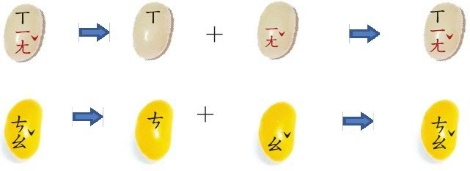 ㄒㄧㄤˇ ㄒ + ㄧㄤˇ ㄒㄧㄤˇ
ㄘㄠˇ ㄘ + ㄠˇ ㄘㄠˇ